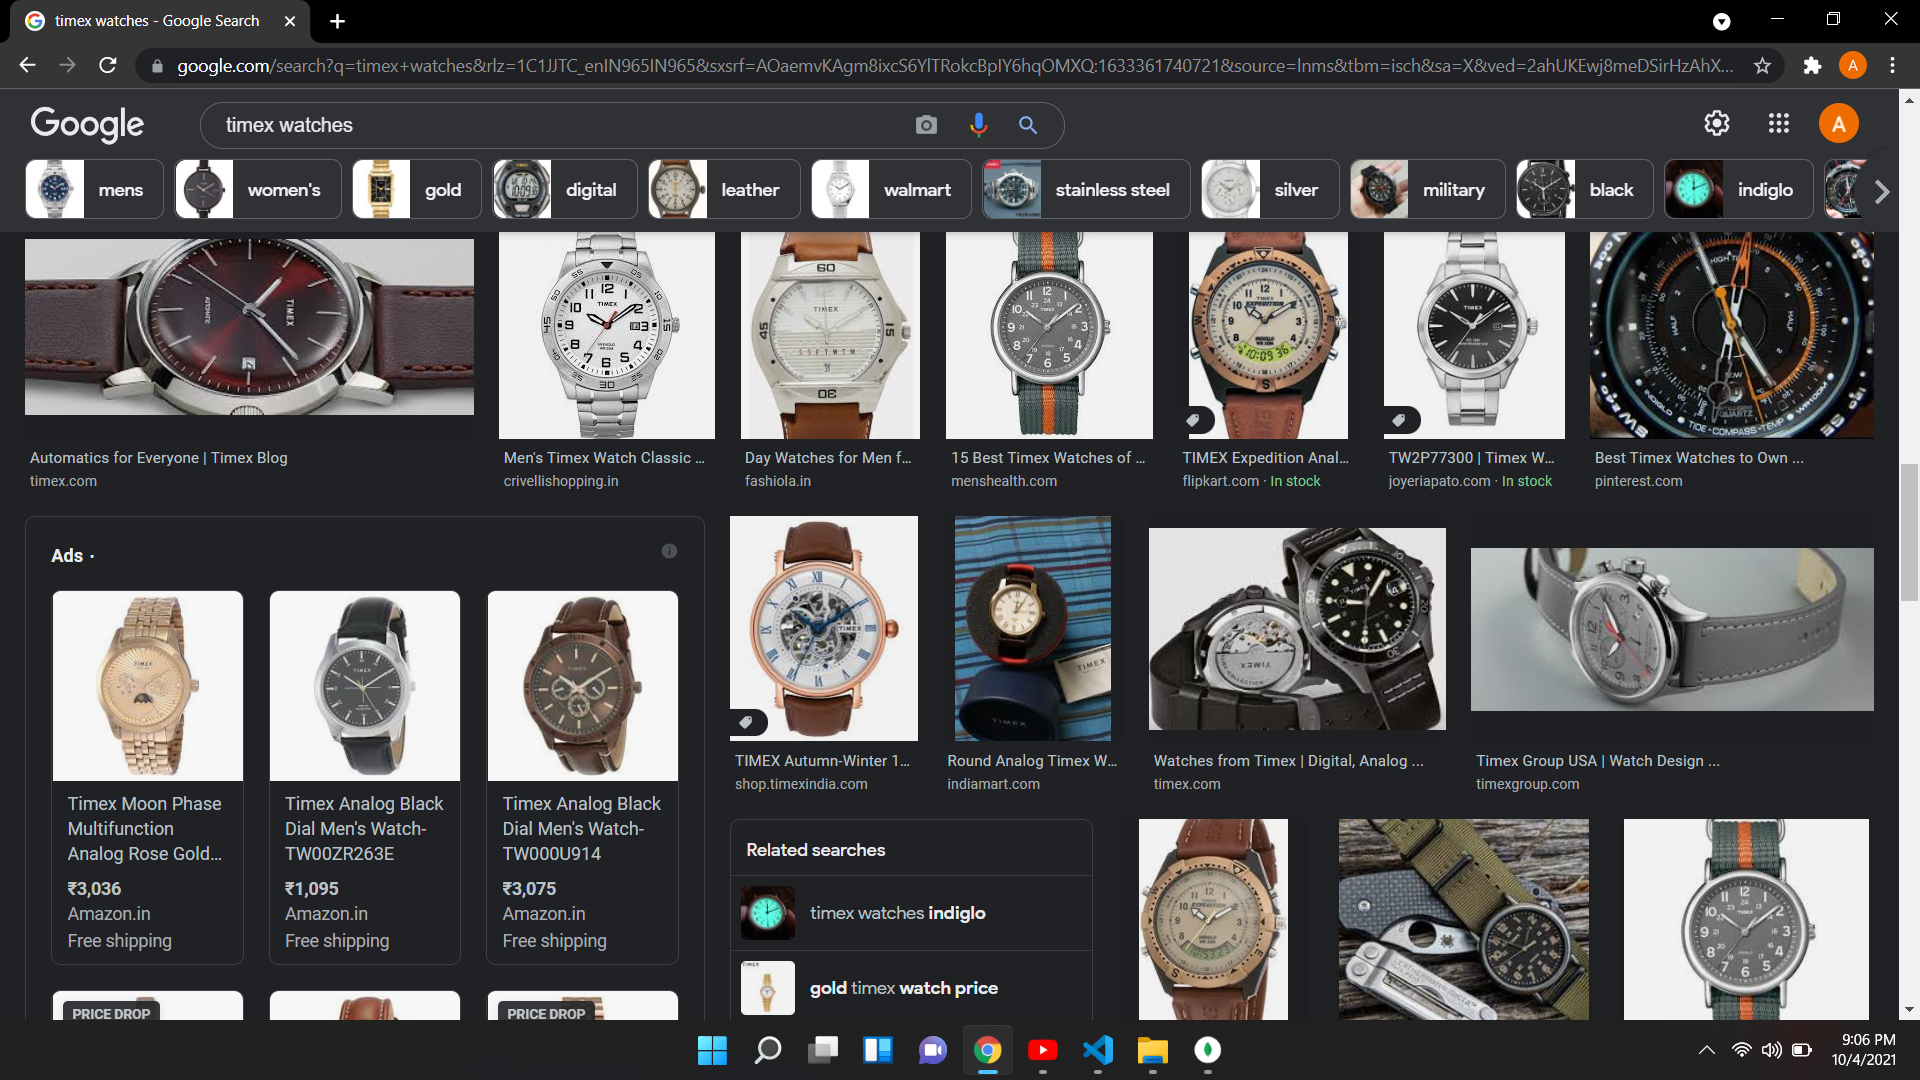 timex watches - Google Search
google.com/search?q=timex+watches&rlz=1C1JJTC_enIN965IN965&sxsrf=AOaemvKAgm8ixcS6YlTRokcBpIY6hqOMXQ:1633361740721&source=lnms&tbm=isch&sa=X&ved=2ahUKEwj8meDSirHzAhX...
A
Google
timex watches
A
mens
women's
gold
digital
leather
walmart
stainless steel
silver
military
black
indiglo
Automatics for Everyone | Timex Blog
timex.com
Men's Timex Watch Classic ...
crivellishopping.in
Day Watches for Men f...
fashiola.in
15 Best Timex Watches of ...
menshealth.com
TIMEX Expedition Anal...
flipkart.com · In stock
TW2P77300 | Timex W...
joyeriapato.com · In stock
Best Timex Watches to Own ...
pinterest.com
Ads ·
Timex Moon Phase
Multifunction
Analog Rose Gold...
₹3,036
Amazon.in
Free shipping
Timex Analog Black
Dial Men's Watch-
TW00ZR263E
₹1,095
Amazon.in
Free shipping
Timex Analog Black
Dial Men's Watch-
TW000U914
₹3,075
Amazon.in
Free shipping
PRICE DROP
PRICE DROP
TIMEX Autumn-Winter 1...
shop.timexindia.com
Round Analog Timex W...
indiamart.com
Watches from Timex | Digital, Analog ...
timex.com
Timex Group USA | Watch Design ...
timexgroup.com
Related searches
timex watches indiglo
gold timex watch price
9:06 PM
10/4/2021